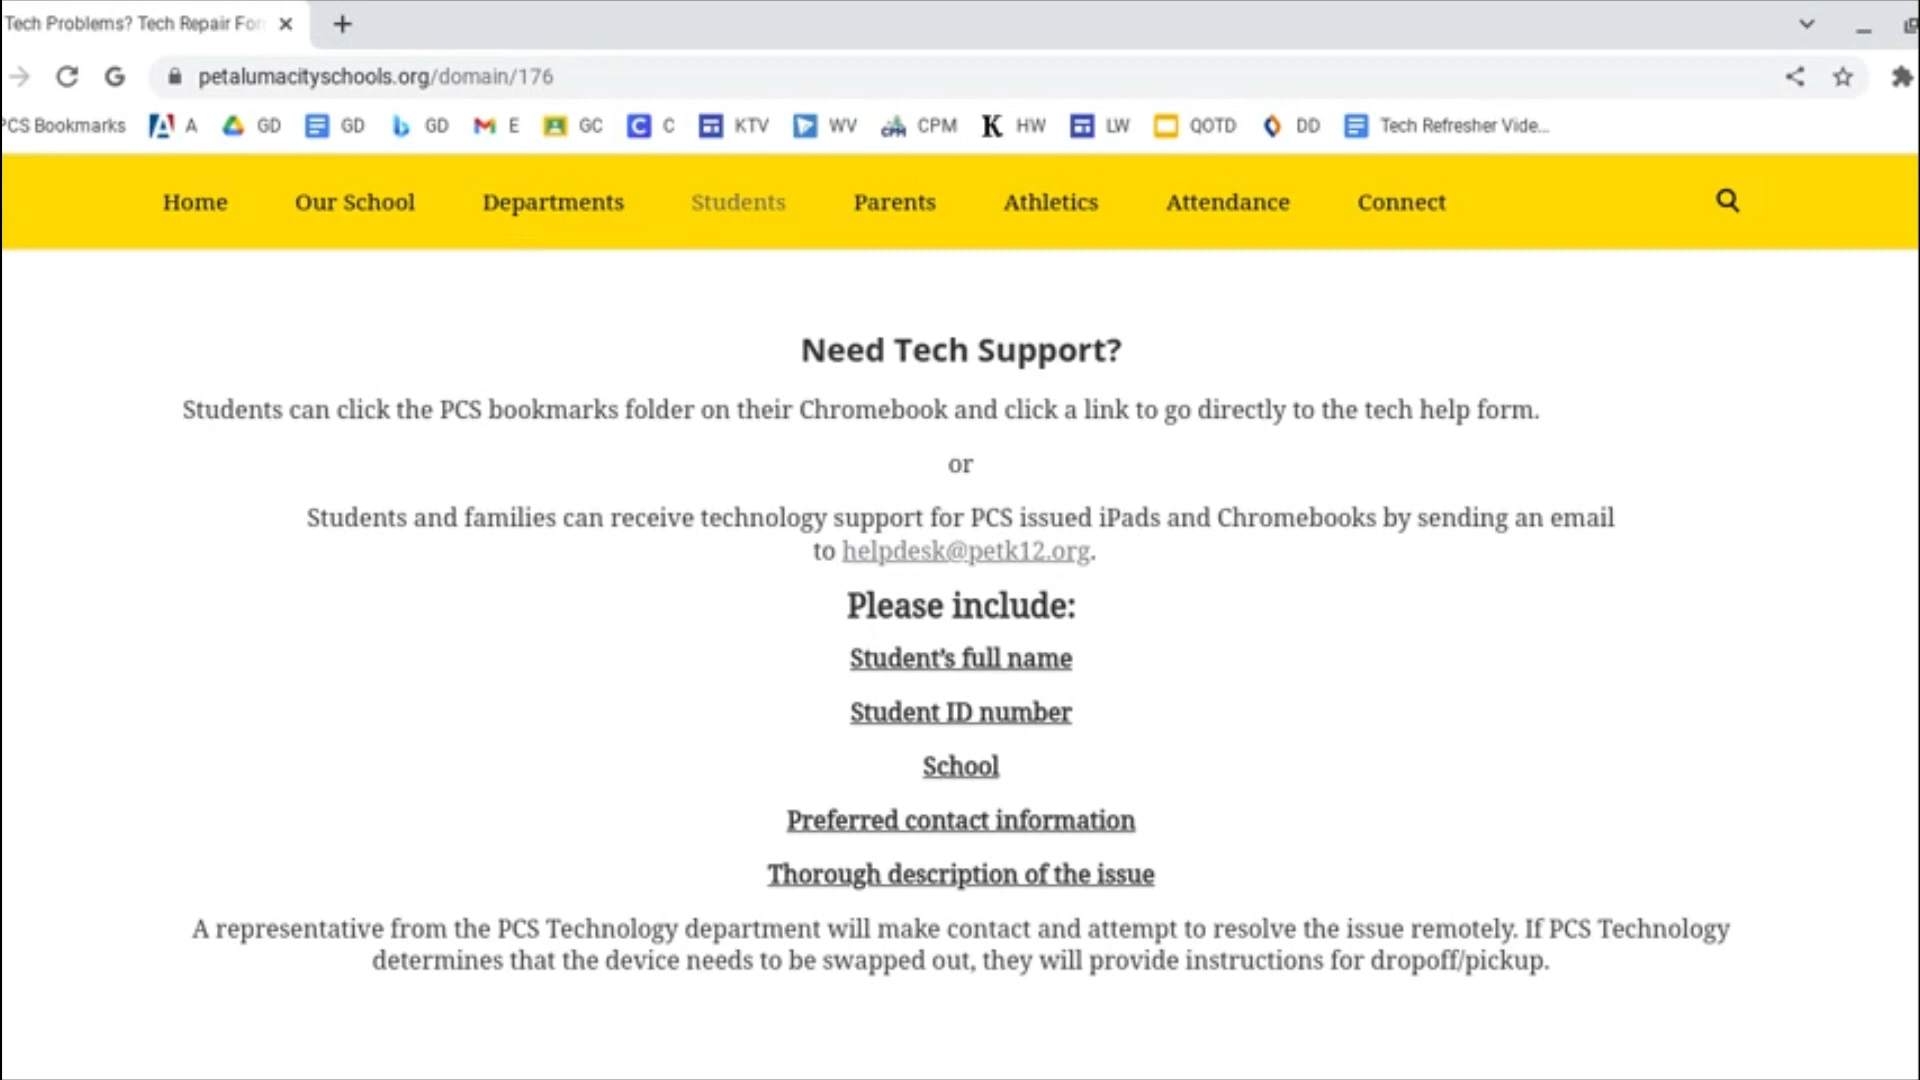 Tech Problems? Tech Repair For
petalumacityschools.org/domain/176
PCS Bookmarks A GD GD GD E GC C KTV WV CPM HW LW QOTD DD Tech Refresher Vide...
Home Our School Departments Students Parents Athletics Attendance Connect
Need Tech Support?
Students can click the PCS bookmarks folder on their Chromebook and click a link to go directly to the tech help form.
or
Students and families can receive technology support for PCS issued iPads and Chromebooks by sending an email
to helpdesk@petk12.org.
Please include:
Student’s full name
Student ID number
School
Preferred contact information
Thorough description of the issue
A representative from the PCS Technology department will make contact and attempt to resolve the issue remotely. If PCS Technology
determines that the device needs to be swapped out, they will provide instructions for dropoff/pickup.